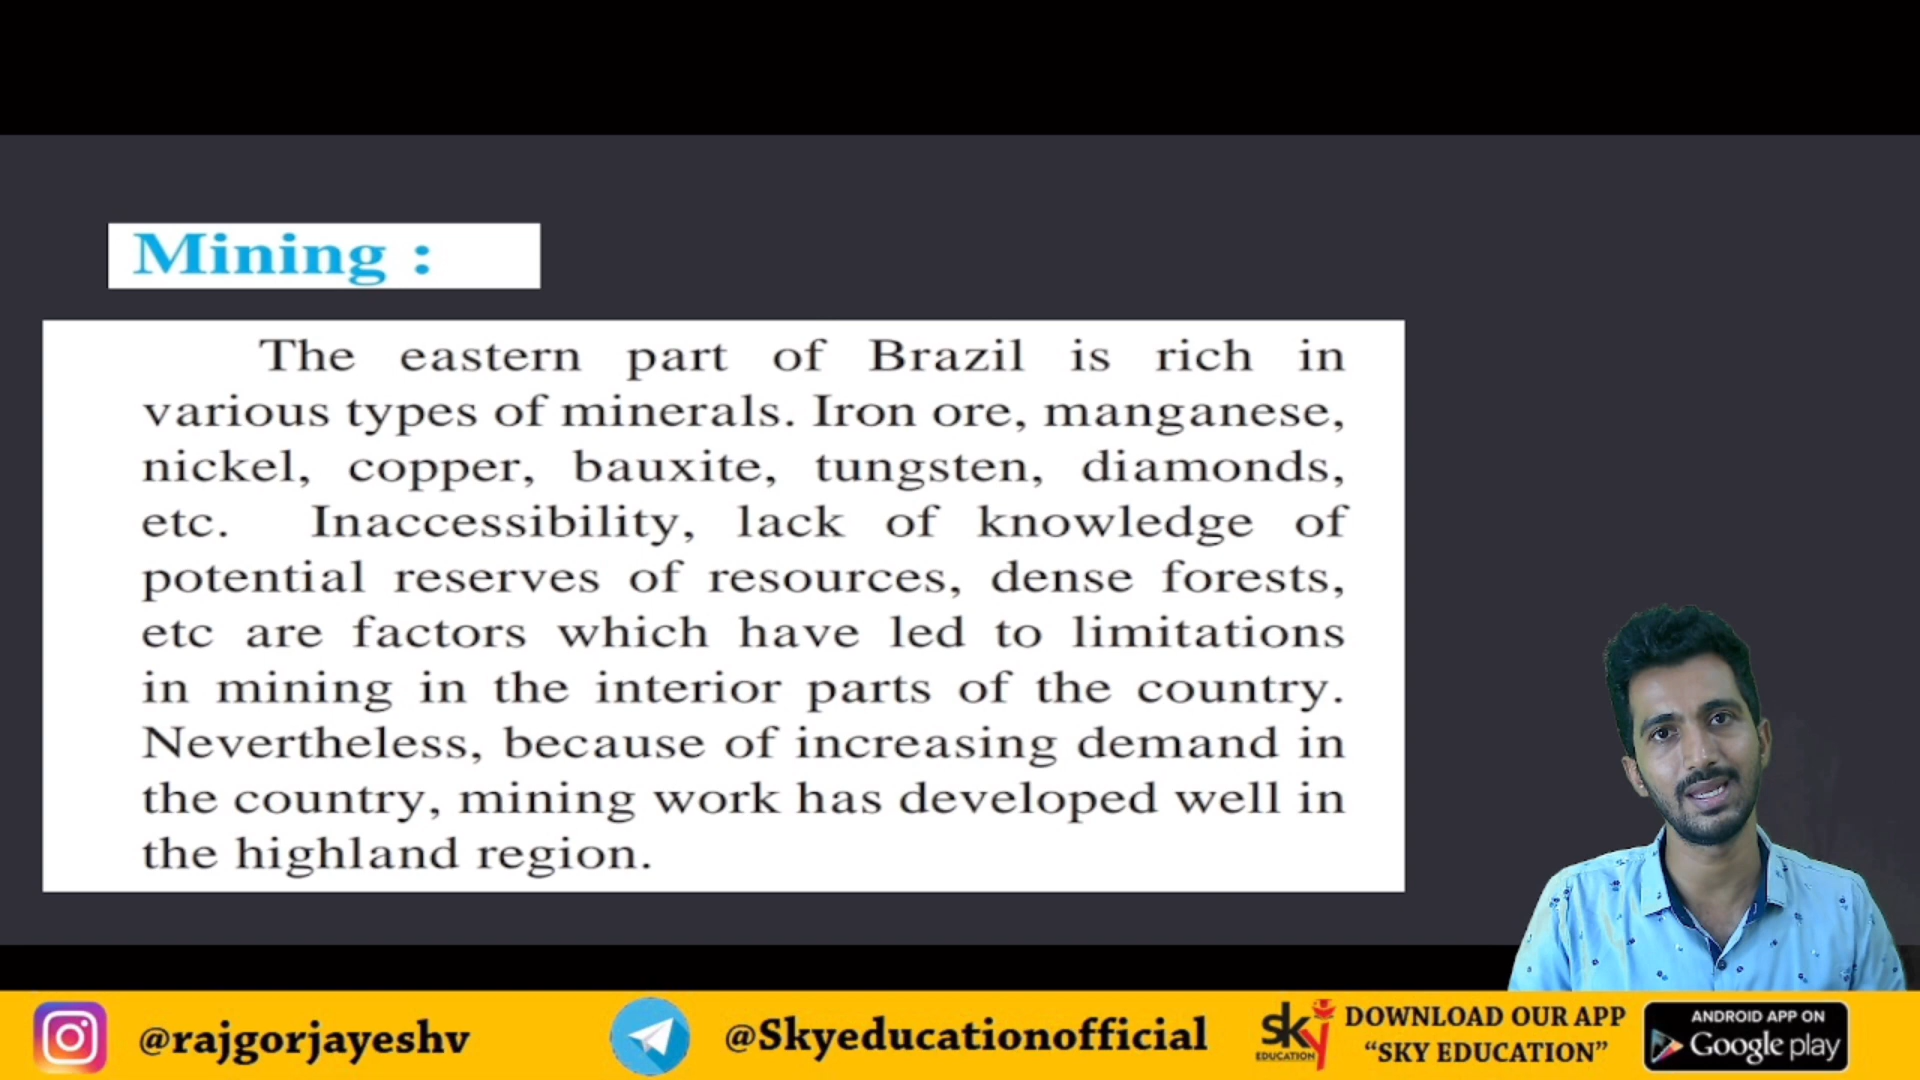 Mining :
The eastern part of Brazil is rich in
various types of minerals. Iron ore, manganese,
nickel, copper, bauxite, tungsten, diamonds,
etc. Inaccessibility, lack of knowledge of
potential reserves of resources, dense forests,
etc are factors which have led to limitations
in mining in the interior parts of the country.
Nevertheless, because of increasing demand in
the country, mining work has developed well in
the highland region.
@rajgorjayeshv
@Skyeducationofficial
sky
EDUCATION
DOWNLOAD OUR APP
“SKY EDUCATION”
ANDROID APP ON
Google play